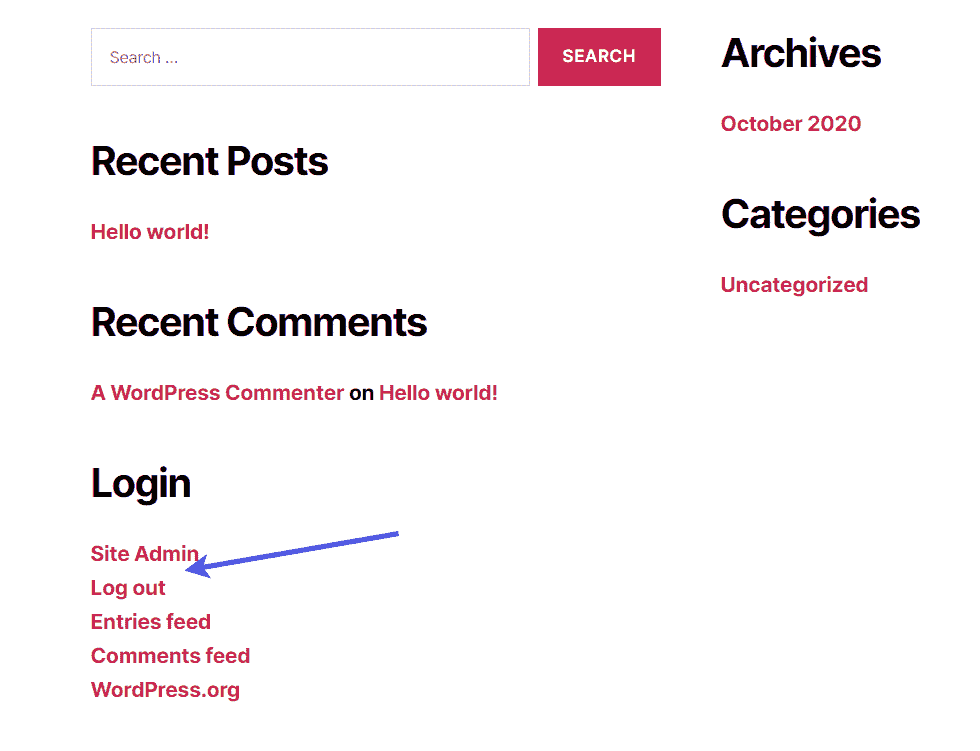 Search ...
SEARCH
Recent Posts
Hello world!
Recent Comments
A WordPress Commenter on Hello world!
Login
Site Admin
Log out
Entries feed
Comments feed
WordPress.org
Archives
October 2020
Categories
Uncategorized